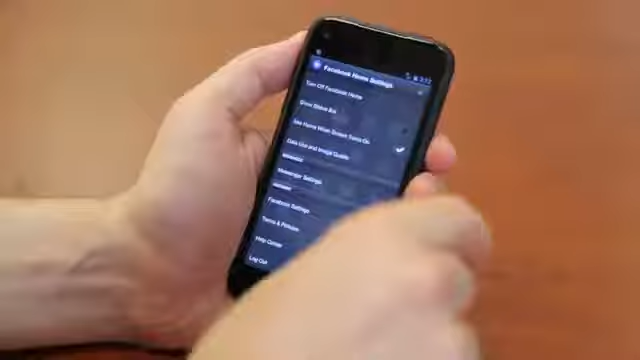 Facebook Home Settings
Turn Off Facebook Home
Show Status Bar
Use Home When Screen Turns On
Data Use and Image Quality
Messenger Settings
Facebook Settings
Terms & Policies
Help Center
Log Out